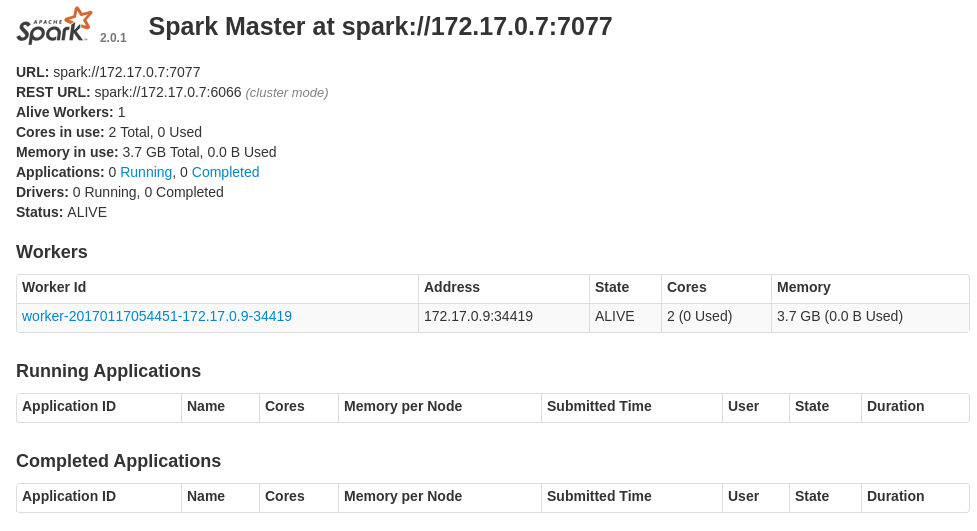 APACHE
Spark™ 2.0.1 Spark Master at spark://172.17.0.7:7077
URL: spark://172.17.0.7:7077
REST URL: spark://172.17.0.7:6066 (cluster mode)
Alive Workers: 1
Cores in use: 2 Total, 0 Used
Memory in use: 3.7 GB Total, 0.0 B Used
Applications: 0 Running, 0 Completed
Drivers: 0 Running, 0 Completed
Status: ALIVE
Workers
Worker Id Address State Cores Memory
worker-20170117054451-172.17.0.9-34419 172.17.0.9:34419 ALIVE 2 (0 Used) 3.7 GB (0.0 B Used)
Running Applications
Application ID Name Cores Memory per Node Submitted Time User State Duration
Completed Applications
Application ID Name Cores Memory per Node Submitted Time User State Duration